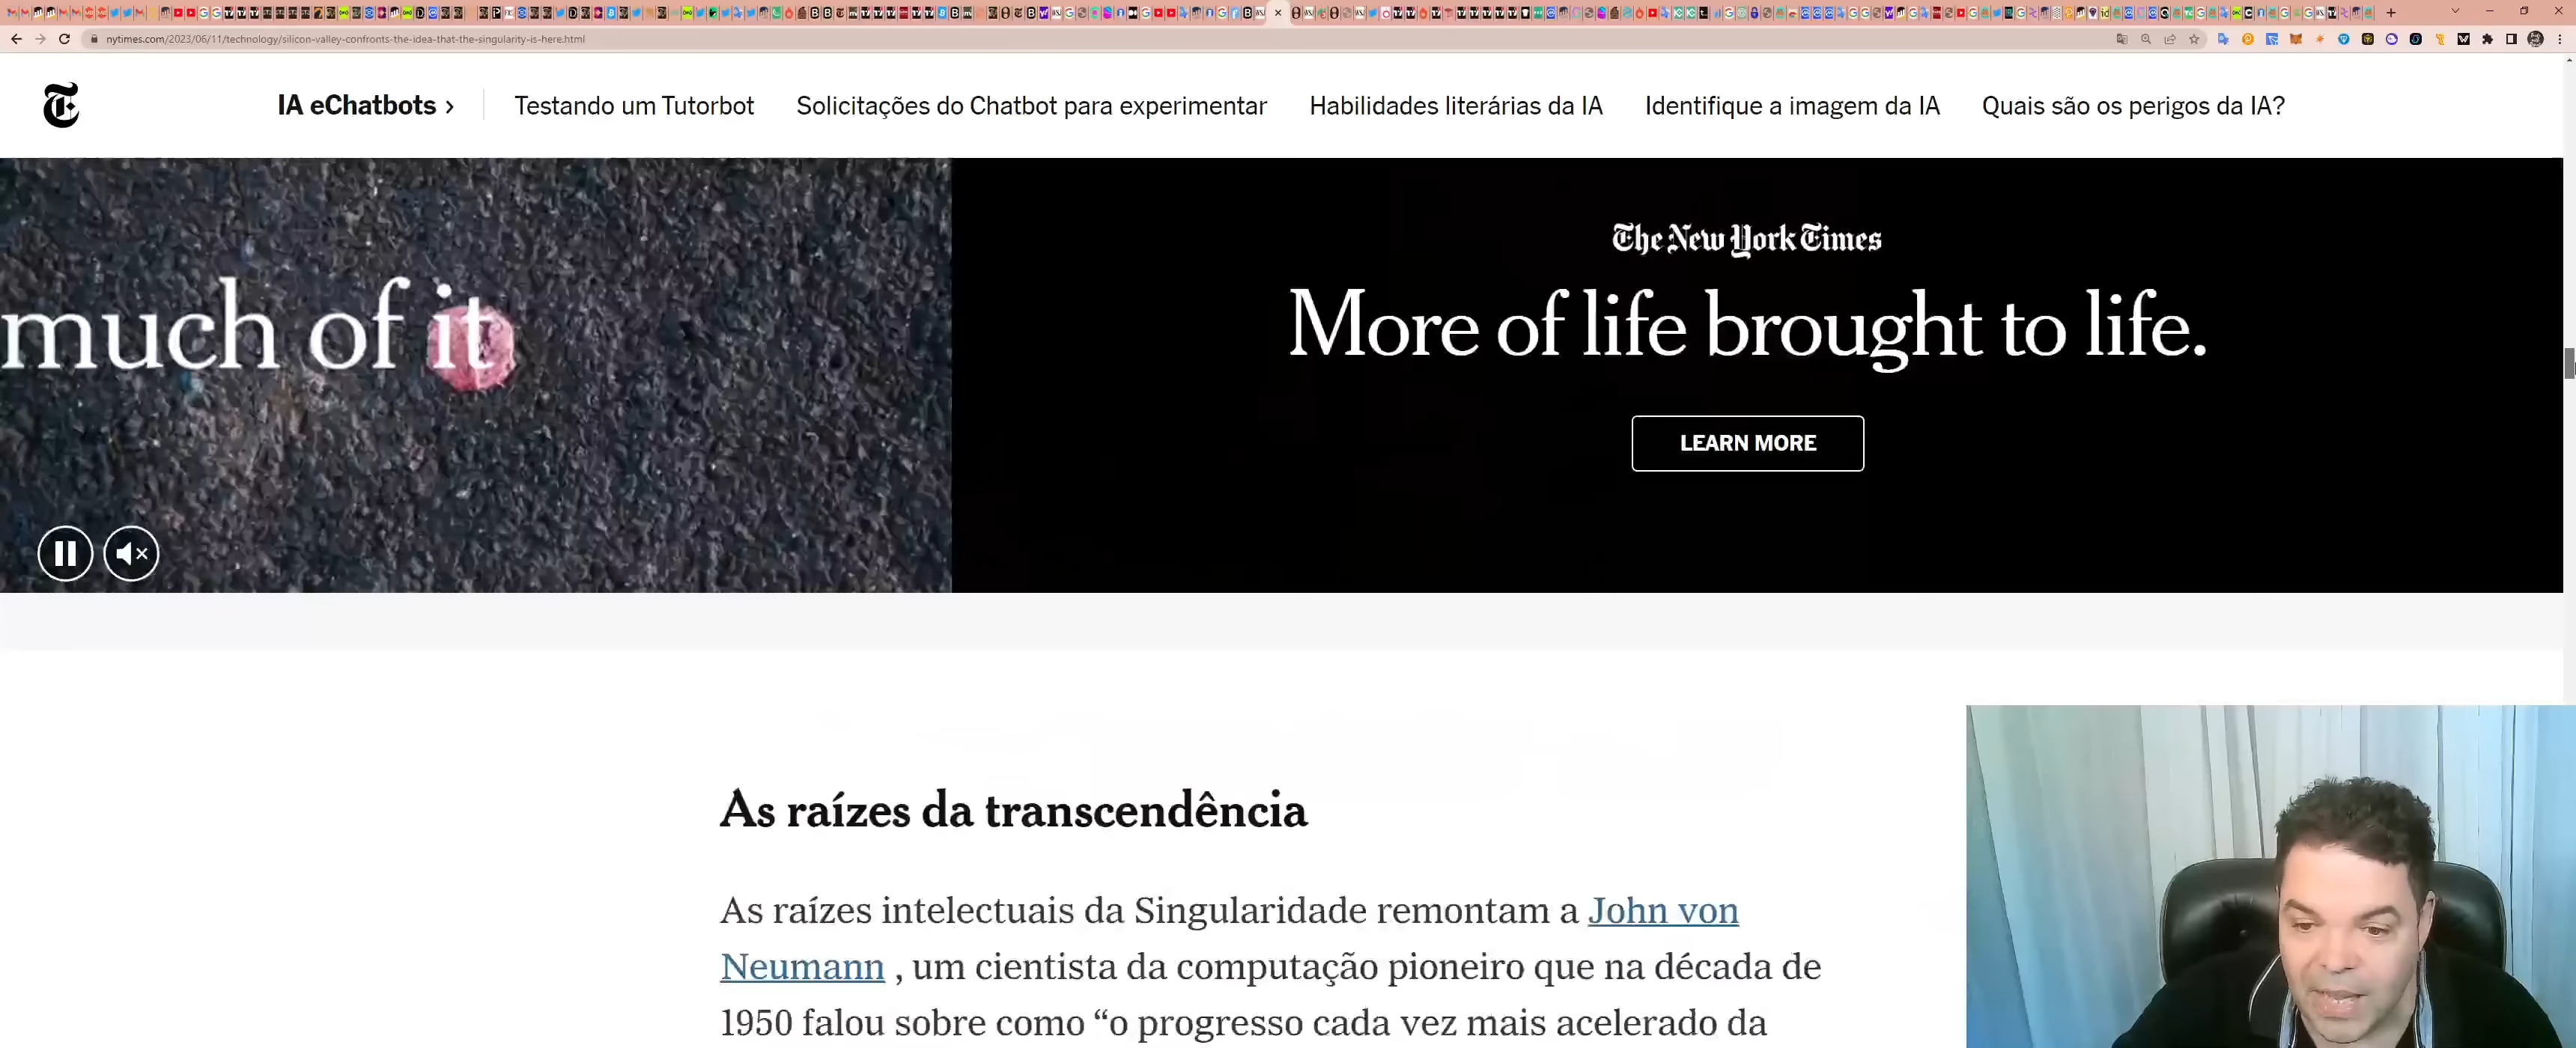 nytimes.com/2023/06/11/technology/silicon-valley-confronts-the-idea-that-the-singularity-is-here.html
IA eChatbots > Testando um Tutorbot Solicitações do Chatbot para experimentar Habilidades literárias da IA Identifique a imagem da IA Quais são os perigos da IA?
much of it
The New York Times
More of life brought to life.
LEARN MORE
As raízes da transcendência
As raízes intelectuais da Singularidade remontam a John von
Neumann , um cientista da computação pioneiro que na década de
1950 falou sobre como “o progresso cada vez mais acelerado da